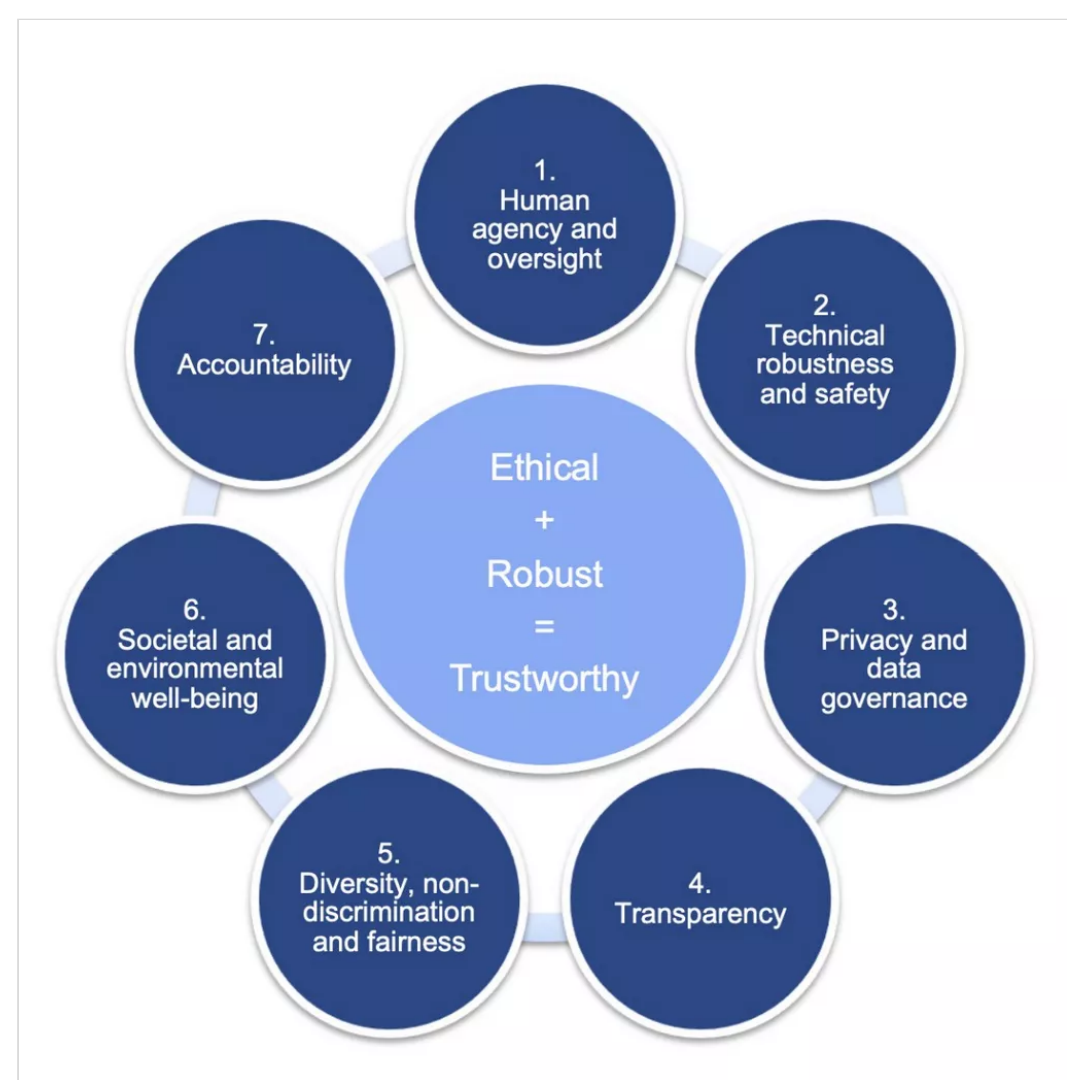 1.
Human
agency and
oversight
2.
Technical
robustness
and safety
3.
Privacy and
data
governance
4.
Transparency
5.
Diversity, non-
discrimination
and fairness
6.
Societal and
environmental
well-being
7.
Accountability
Ethical
+
Robust
=
Trustworthy